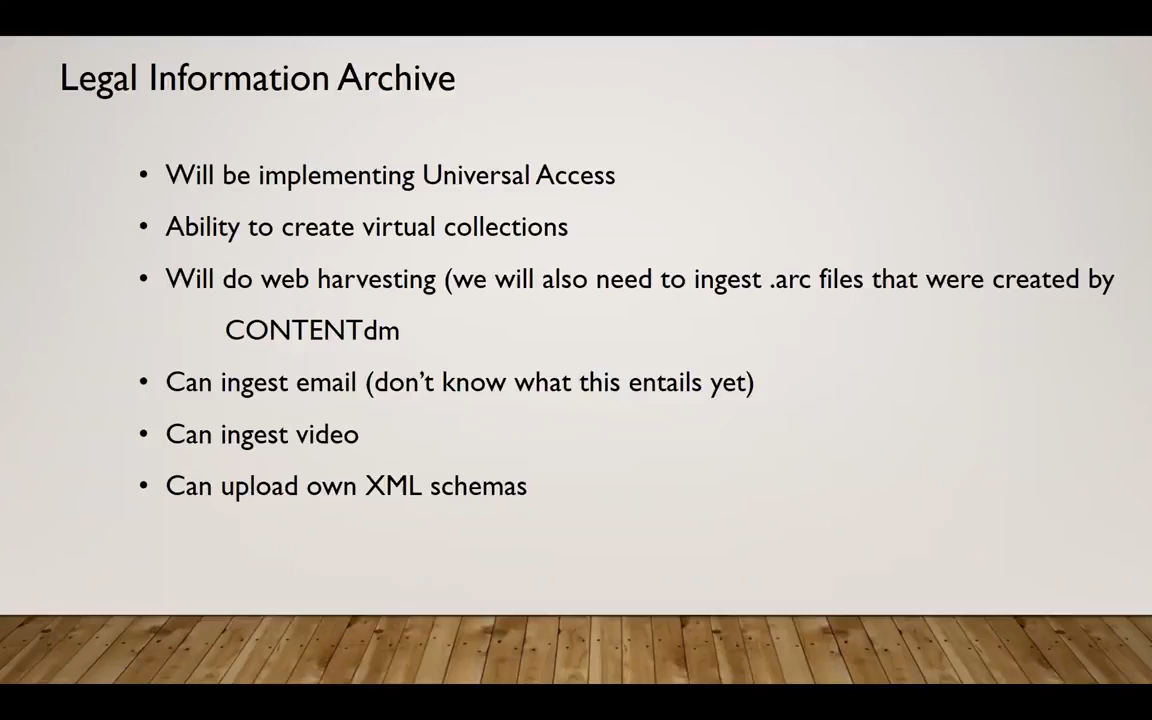 Legal Information Archive
• Will be implementing Universal Access
• Ability to create virtual collections
• Will do web harvesting (we will also need to ingest .arc files that were created by
CONTENTdm
• Can ingest email (don’t know what this entails yet)
• Can ingest video
• Can upload own XML schemas